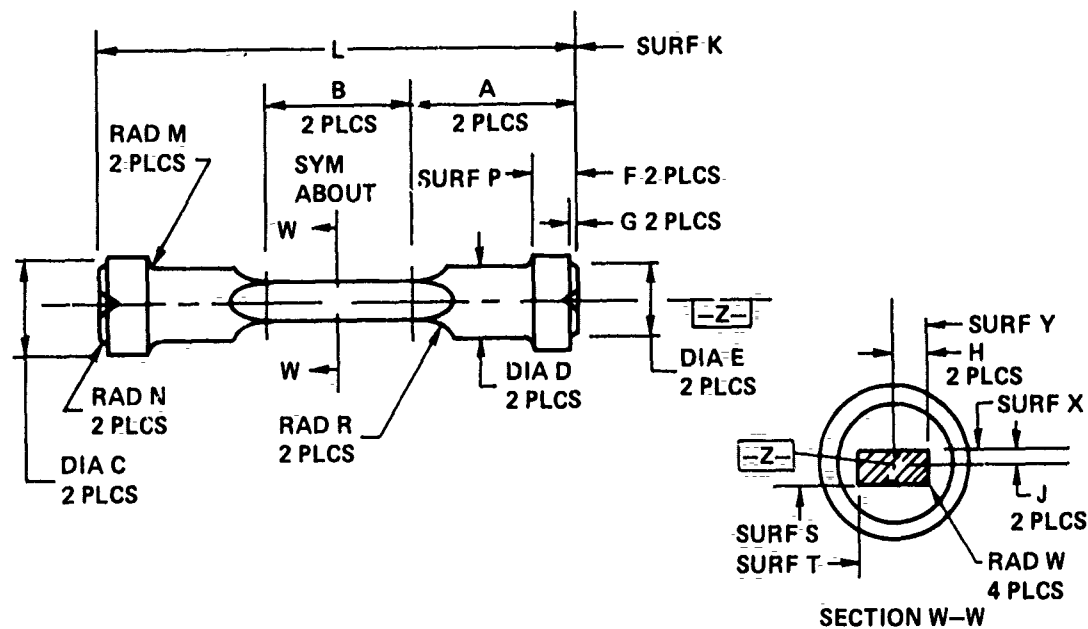 L
SURF K
B
2 PLCS
A
2 PLCS
RAD M
2 PLCS
SYM
ABOUT
SURF P
F 2 PLCS
G 2 PLCS
W
-Z-
W
RAD N
2 PLCS
DIA C
2 PLCS
RAD R
2 PLCS
DIA D
2 PLCS
DIA E
2 PLCS
SURF Y
H
2 PLCS
SURF X
-Z-
J
2 PLCS
SURF S
SURF T
RAD W
4 PLCS
SECTION W–W